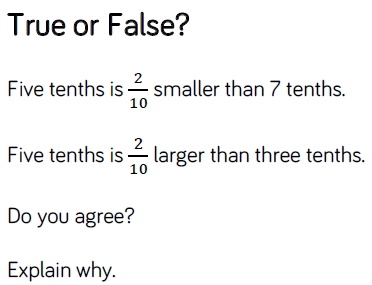 True or False?
Five tenths is 2/10 smaller than 7 tenths.
Five tenths is 2/10 larger than three tenths.
Do you agree?
Explain why.